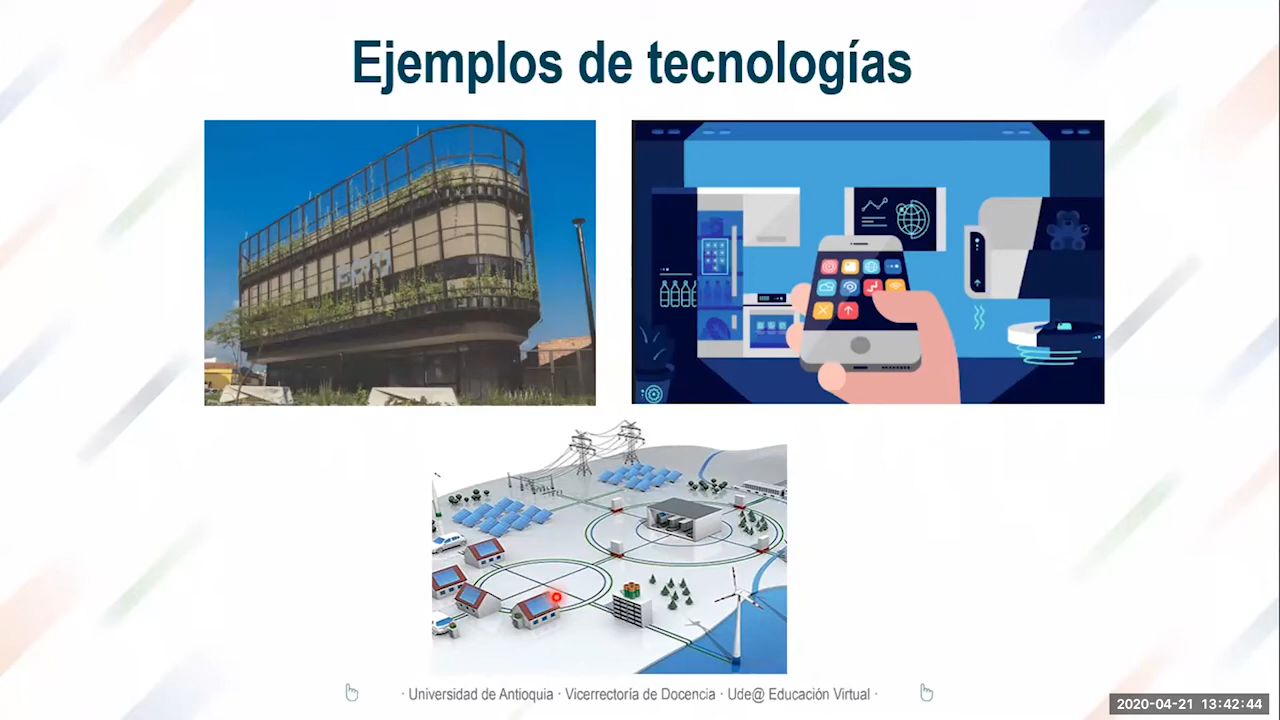 Ejemplos de tecnologías
· Universidad de Antioquia · Vicerrectoría de Docencia · Ude@ Educación Virtual ·
2020-04-21 13:42:44